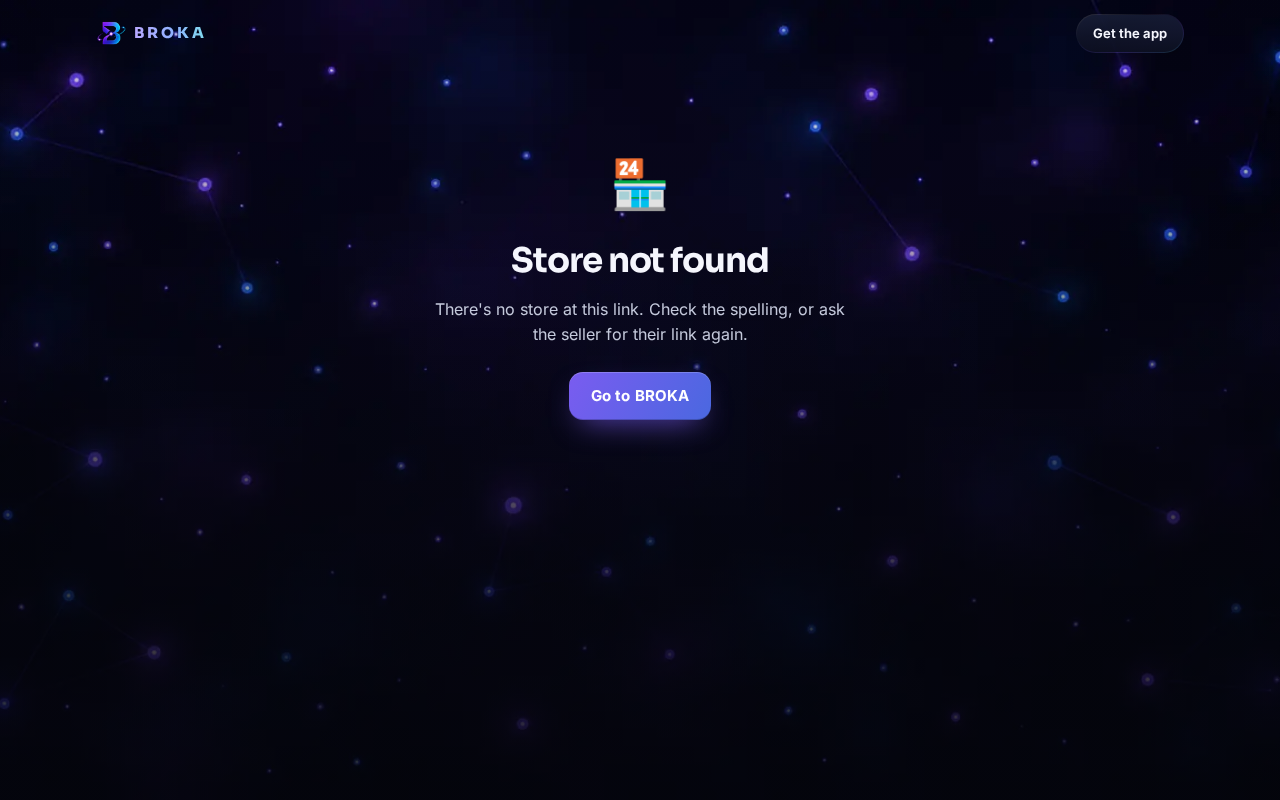 BROKA
Get the app
24
Store not found
There's no store at this link. Check the spelling, or ask
the seller for their link again.
Go to BROKA